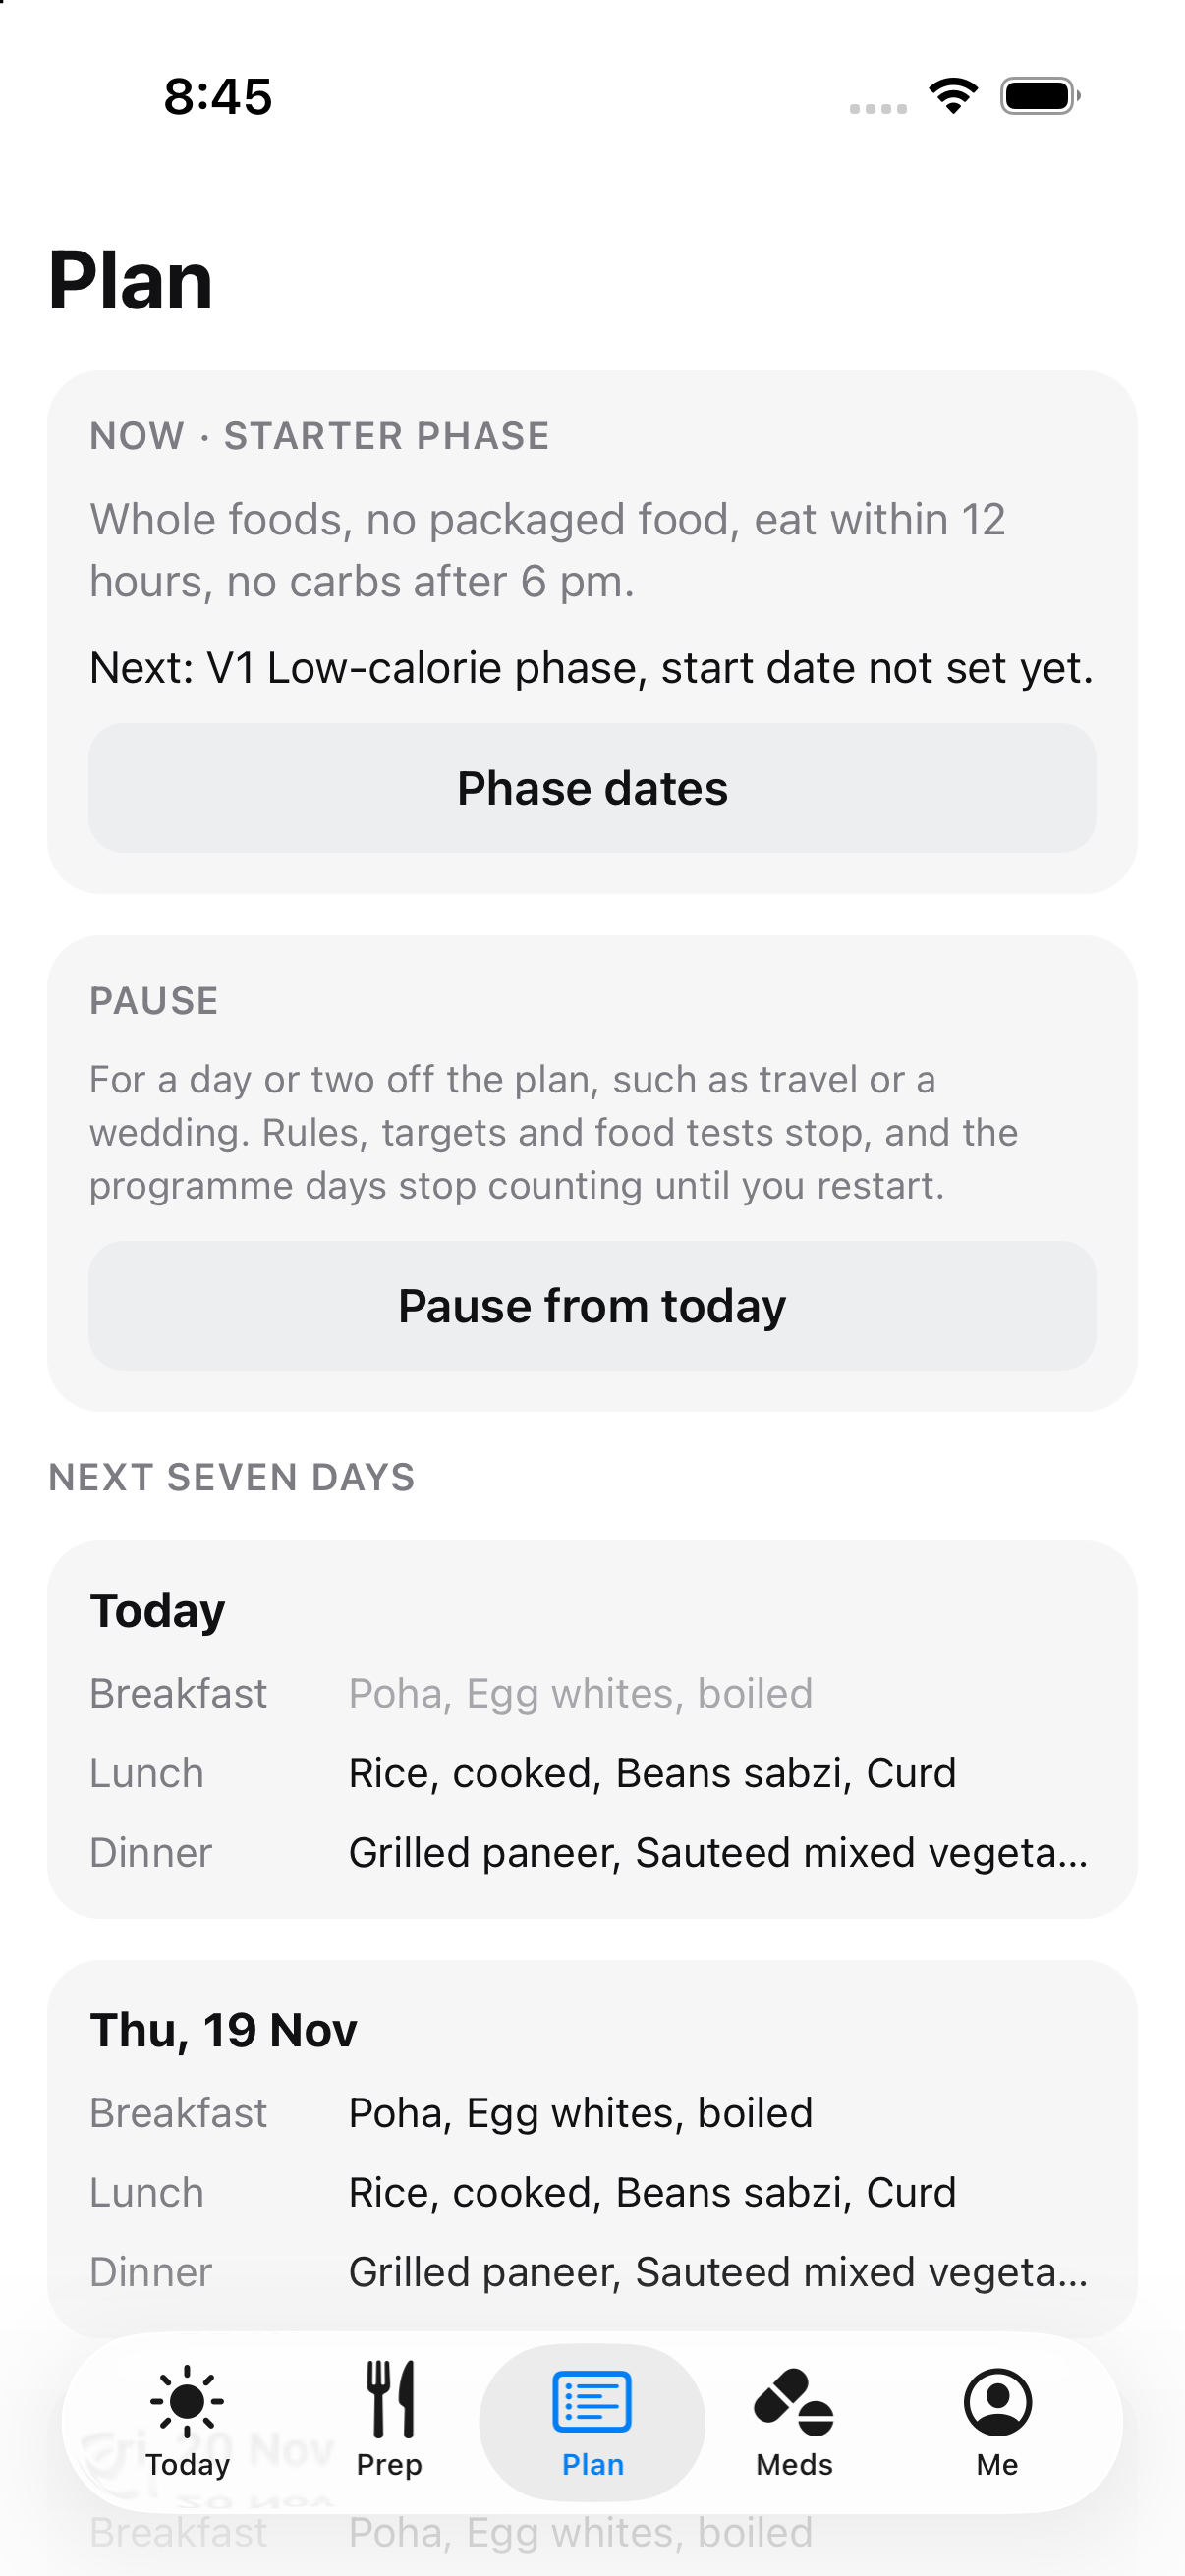 8:45
Plan
NOW · STARTER PHASE
Whole foods, no packaged food, eat within 12
hours, no carbs after 6 pm.
Next: V1 Low-calorie phase, start date not set yet.
Phase dates
PAUSE
For a day or two off the plan, such as travel or a
wedding. Rules, targets and food tests stop, and the
programme days stop counting until you restart.
Pause from today
NEXT SEVEN DAYS
Today
Breakfast Poha, Egg whites, boiled
Lunch Rice, cooked, Beans sabzi, Curd
Dinner Grilled paneer, Sauteed mixed vegeta...
Thu, 19 Nov
Breakfast Poha, Egg whites, boiled
Lunch Rice, cooked, Beans sabzi, Curd
Dinner Grilled paneer, Sauteed mixed vegeta...
Fri, 20 Nov
Today Prep Plan Meds Me
Breakfast Poha, Egg whites, boiled